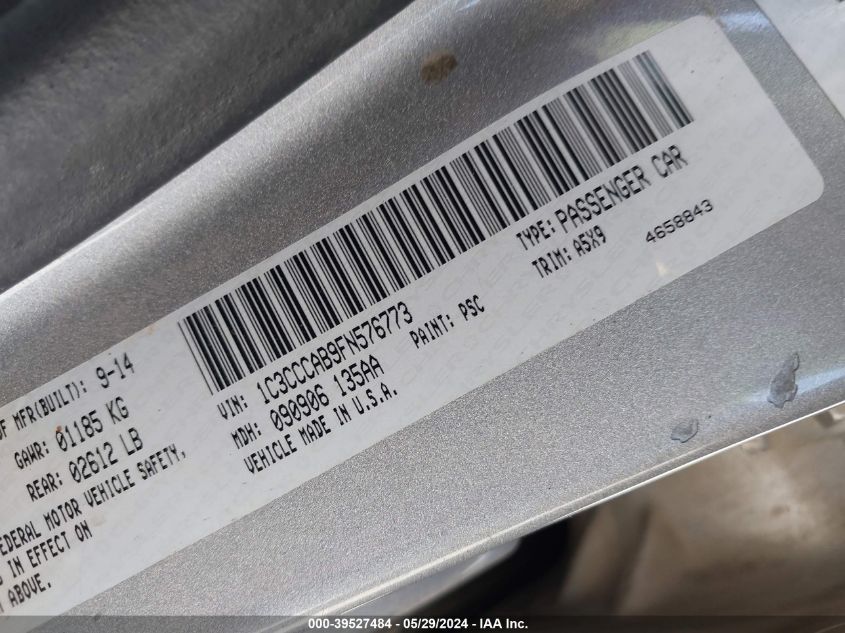 OF MFR(BUILT): 9-14
GAWR: 01185 KG
REAR: 02612 LB
FEDERAL MOTOR VEHICLE SAFETY,
IN EFFECT ON
ABOVE.
VIN: 1C3CCCAB9FN576773
MDH: 090906 135AA
VEHICLE MADE IN U.S.A.
PAINT: PSC
TYPE: PASSENGER CAR
TRIM: A5X9
4658843
000-39527484 - 05/29/2024 - IAA Inc.